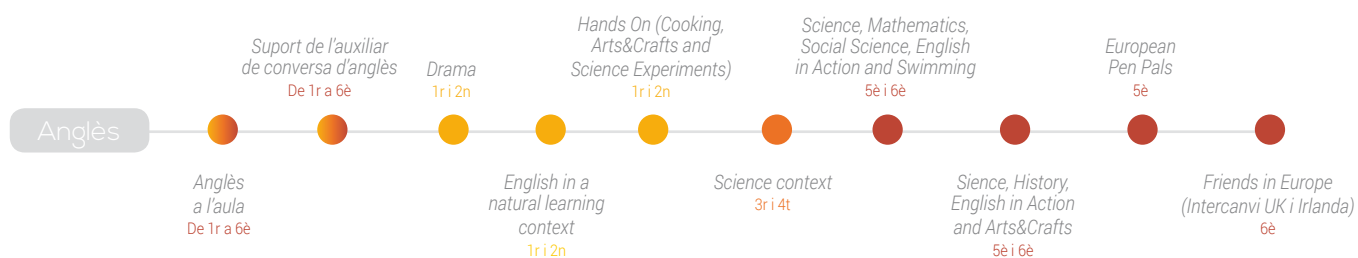 Anglès
Anglès
a l'aula
De 1r a 6è
Suport de l'auxiliar
de conversa d'anglès
De 1r a 6è
Drama
1r i 2n
English in a
natural learning
context
1r i 2n
Hands On (Cooking,
Arts&Crafts and
Science Experiments)
1r i 2n
Science context
3r i 4t
Science, Mathematics,
Social Science, English
in Action and Swimming
5è i 6è
Sience, History,
English in Action
and Arts&Crafts
5è i 6è
European
Pen Pals
5è
Friends in Europe
(Intercanvi UK i Irlanda)
6è